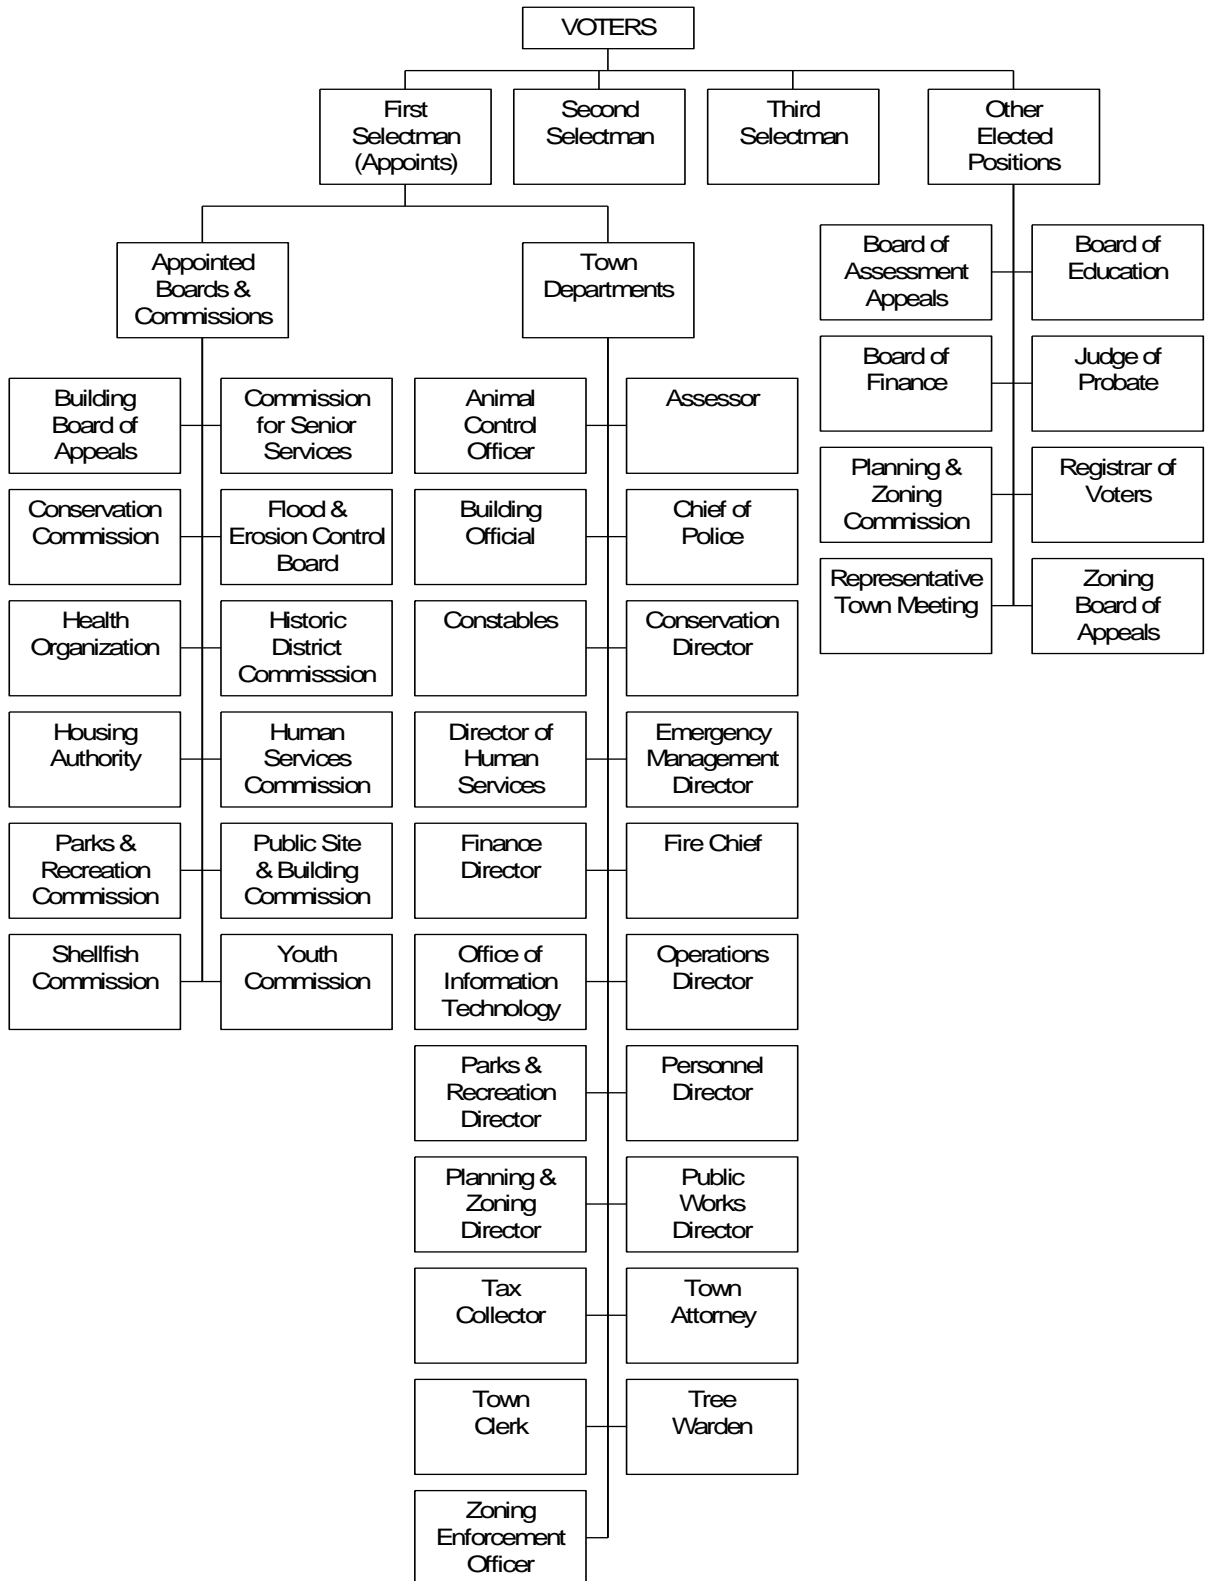 VOTERS
First
Selectman
(Appoints)
Second
Selectman
Third
Selectman
Other
Elected
Positions
Appointed
Boards &
Commissions
Town
Departments
Board of
Assessment
Appeals
Board of
Education
Board of
Finance
Judge of
Probate
Planning &
Zoning
Commission
Registrar of
Voters
Representative
Town Meeting
Zoning
Board of
Appeals
Building
Board of
Appeals
Commission
for Senior
Services
Conservation
Commission
Flood &
Erosion Control
Board
Health
Organization
Historic
District
Commisssion
Housing
Authority
Human
Services
Commission
Parks &
Recreation
Commission
Public Site
& Building
Commission
Shellfish
Commission
Youth
Commission
Animal
Control
Officer
Assessor
Building
Official
Chief of
Police
Constables
Conservation
Director
Director of
Human
Services
Emergency
Management
Director
Finance
Director
Fire Chief
Office of
Information
Technology
Operations
Director
Parks &
Recreation
Director
Personnel
Director
Planning &
Zoning
Director
Public
Works
Director
Tax
Collector
Town
Attorney
Town
Clerk
Tree
Warden
Zoning
Enforcement
Officer